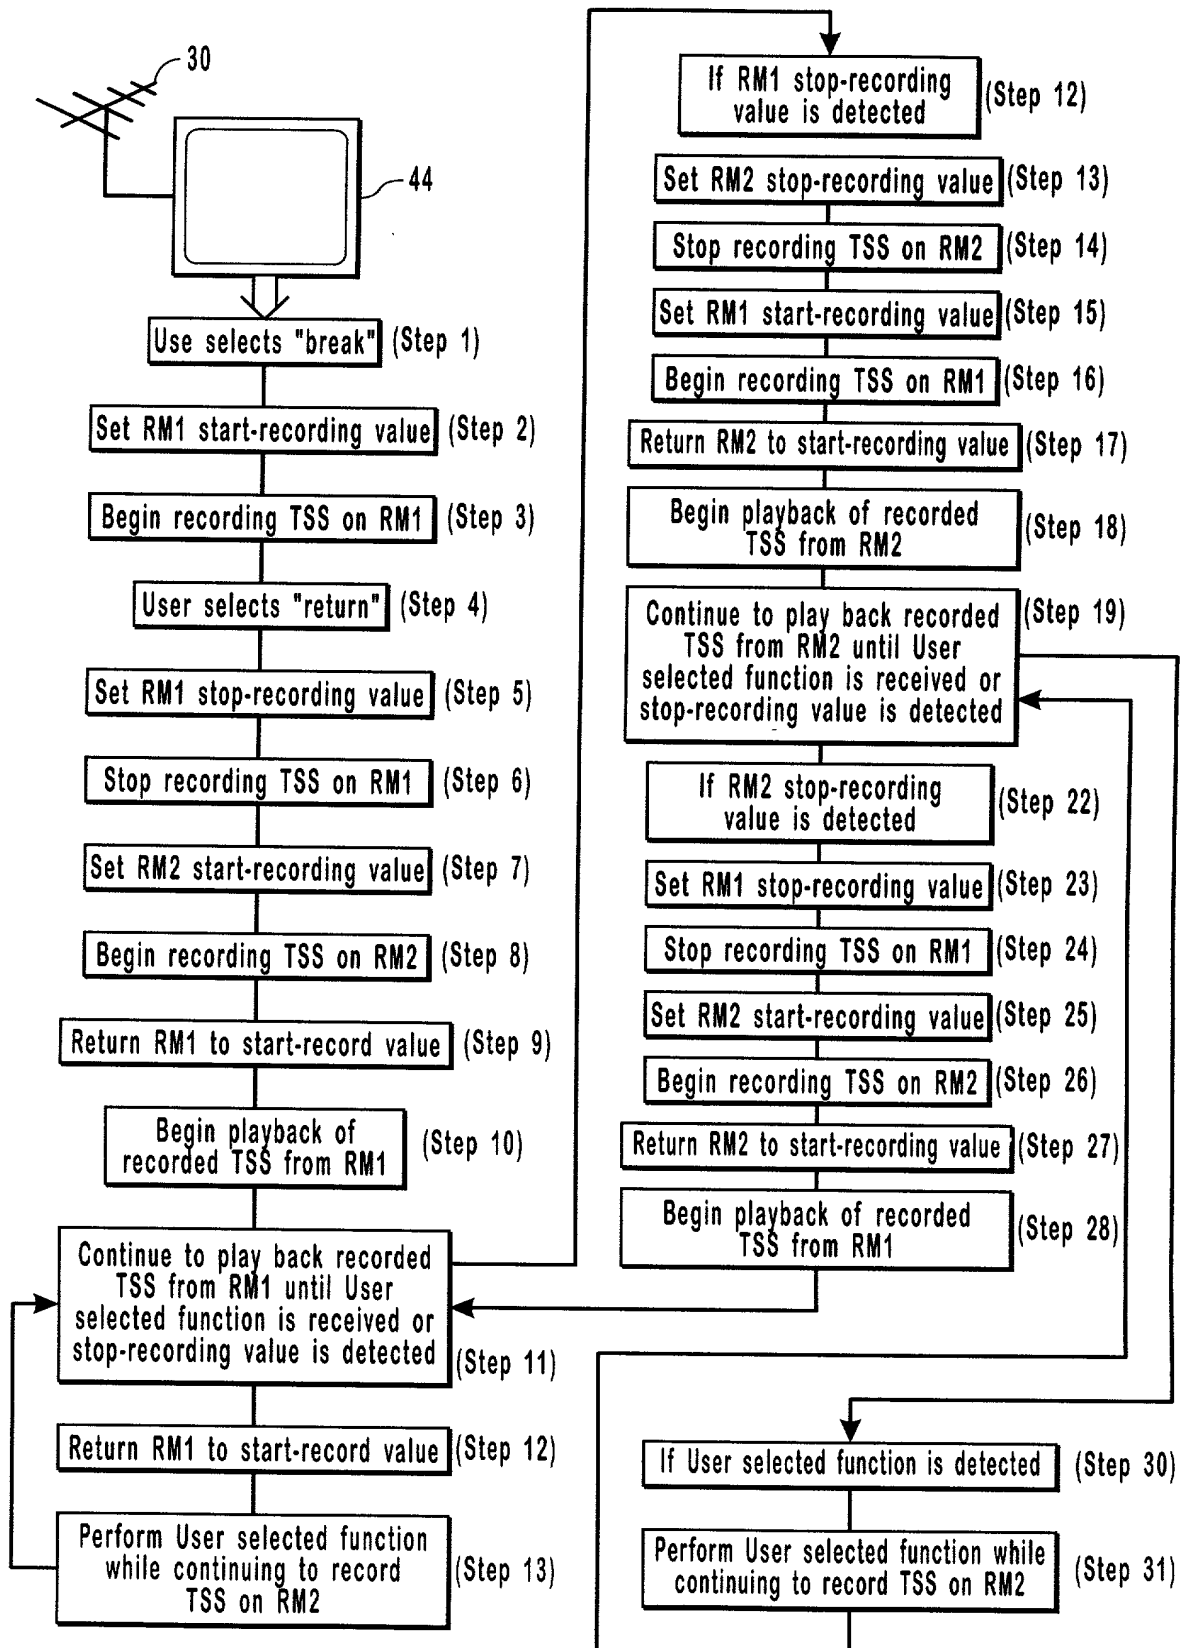 30
44
Use selects "break" (Step 1)
Set RM1 start-recording value (Step 2)
Begin recording TSS on RM1 (Step 3)
User selects "return" (Step 4)
Set RM1 stop-recording value (Step 5)
Stop recording TSS on RM1 (Step 6)
Set RM2 start-recording value (Step 7)
Begin recording TSS on RM2 (Step 8)
Return RM1 to start-record value (Step 9)
Begin playback of
recorded TSS from RM1
(Step 10)
Continue to play back recorded
TSS from RM1 until User
selected function is received or
stop-recording value is detected
(Step 11)
Return RM1 to start-record value (Step 12)
Perform User selected function
while continuing to record
TSS on RM2
(Step 13)
If RM1 stop-recording
value is detected
(Step 12)
Set RM2 stop-recording value (Step 13)
Stop recording TSS on RM2 (Step 14)
Set RM1 start-recording value (Step 15)
Begin recording TSS on RM1 (Step 16)
Return RM2 to start-recording value (Step 17)
Begin playback of recorded
TSS from RM2
(Step 18)
Continue to play back recorded
TSS from RM2 until User
selected function is received or
stop-recording value is detected
(Step 19)
If RM2 stop-recording
value is detected
(Step 22)
Set RM1 stop-recording value (Step 23)
Stop recording TSS on RM1 (Step 24)
Set RM2 start-recording value (Step 25)
Begin recording TSS on RM2 (Step 26)
Return RM2 to start-recording value (Step 27)
Begin playback of recorded
TSS from RM1
(Step 28)
If User selected function is detected (Step 30)
Perform User selected function while
continuing to record TSS on RM2
(Step 31)